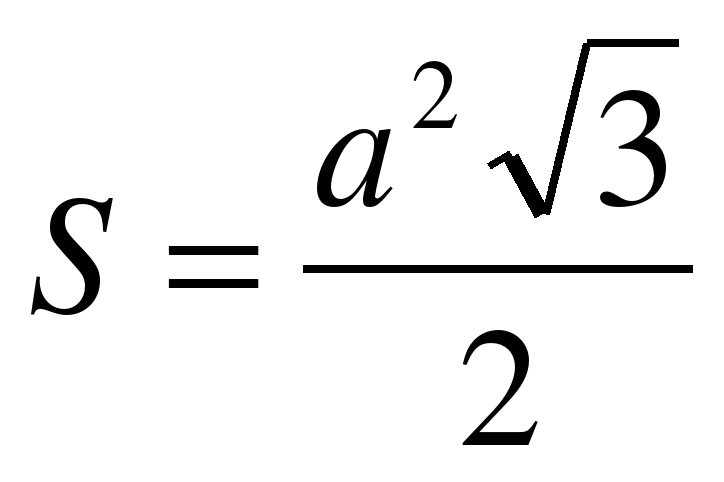 S = a²√3 / 2